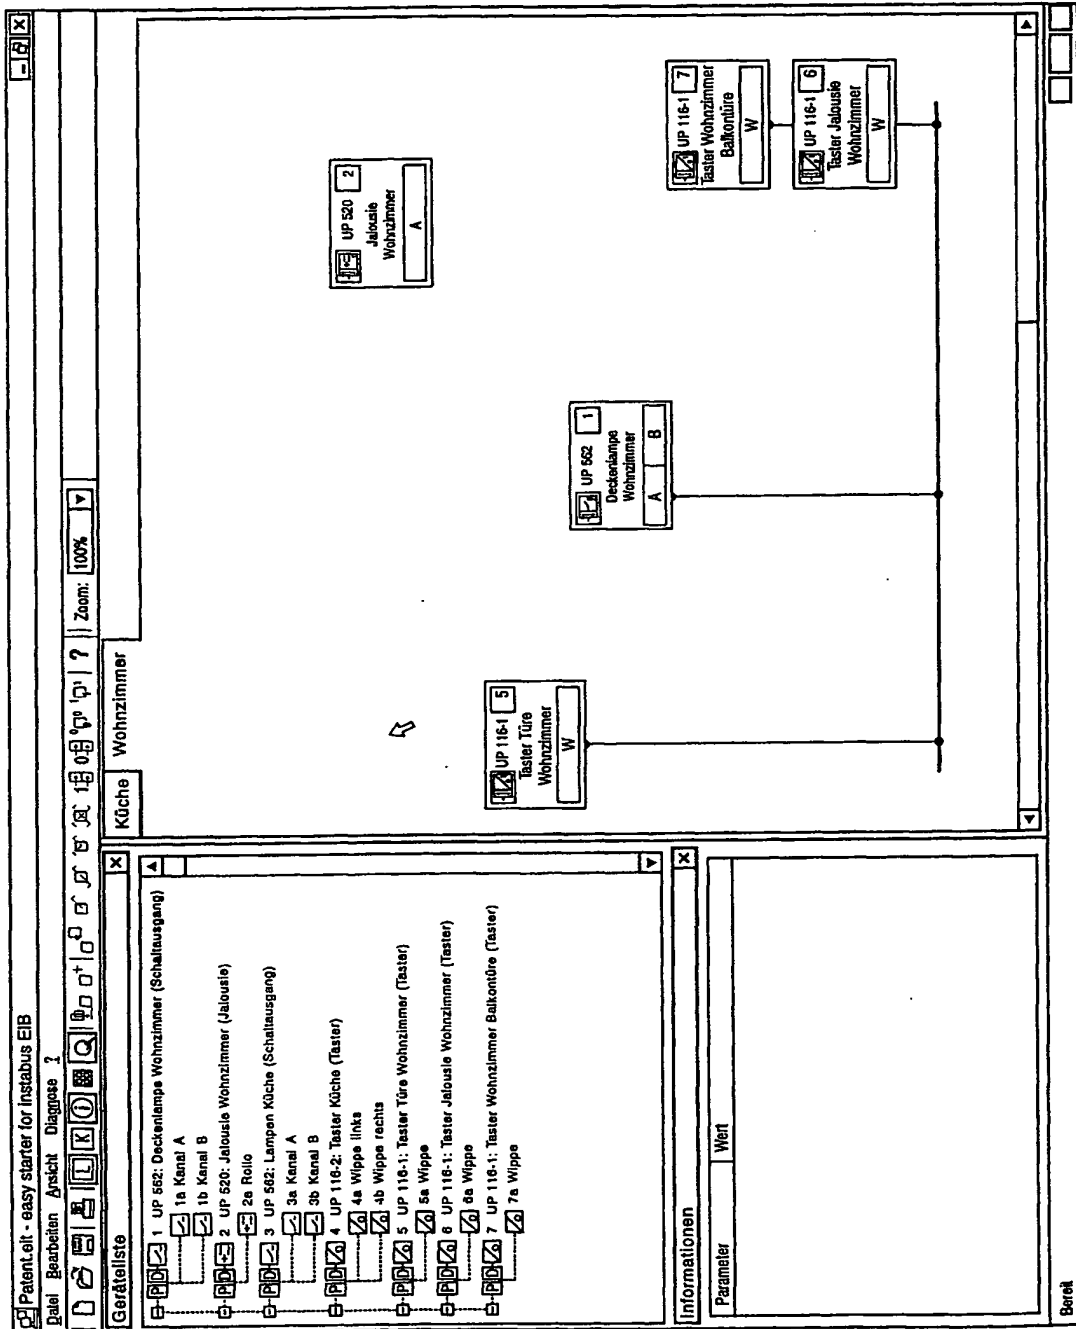 Patent.elt - easy starter for instabus EIB
Datei Bearbeiten Ansicht Diagnose ?
L K i ? Zoom: 100%
Geräteliste
P D 1 UP 562: Deckenlampe Wohnzimmer (Schaltausgang)
1a Kanal A
1b Kanal B
P D 2 UP 520: Jalousie Wohnzimmer (Jalousie)
2a Rollo
P D 3 UP 562: Lampen Küche (Schaltausgang)
3a Kanal A
3b Kanal B
P D 4 UP 116-2: Taster Küche (Taster)
4a Wippe links
4b Wippe rechts
P D 5 UP 116-1: Taster Türe Wohnzimmer (Taster)
5a Wippe
P D 6 UP 116-1: Taster Jalousie Wohnzimmer (Taster)
6a Wippe
P D 7 UP 116-1: Taster Wohnzimmer Balkontüre (Taster)
7a Wippe
Informationen
Parameter Wert
Küche Wohnzimmer
UP 520 2
Jalousie
Wohnzimmer
A
UP 562 1
Deckenlampe
Wohnzimmer
A B
UP 116-1 5
Taster Türe
Wohnzimmer
W
UP 116-1 7
Taster Wohnzimmer
Balkontüre
W
UP 116-1 6
Taster Jalousie
Wohnzimmer
W
Bereit